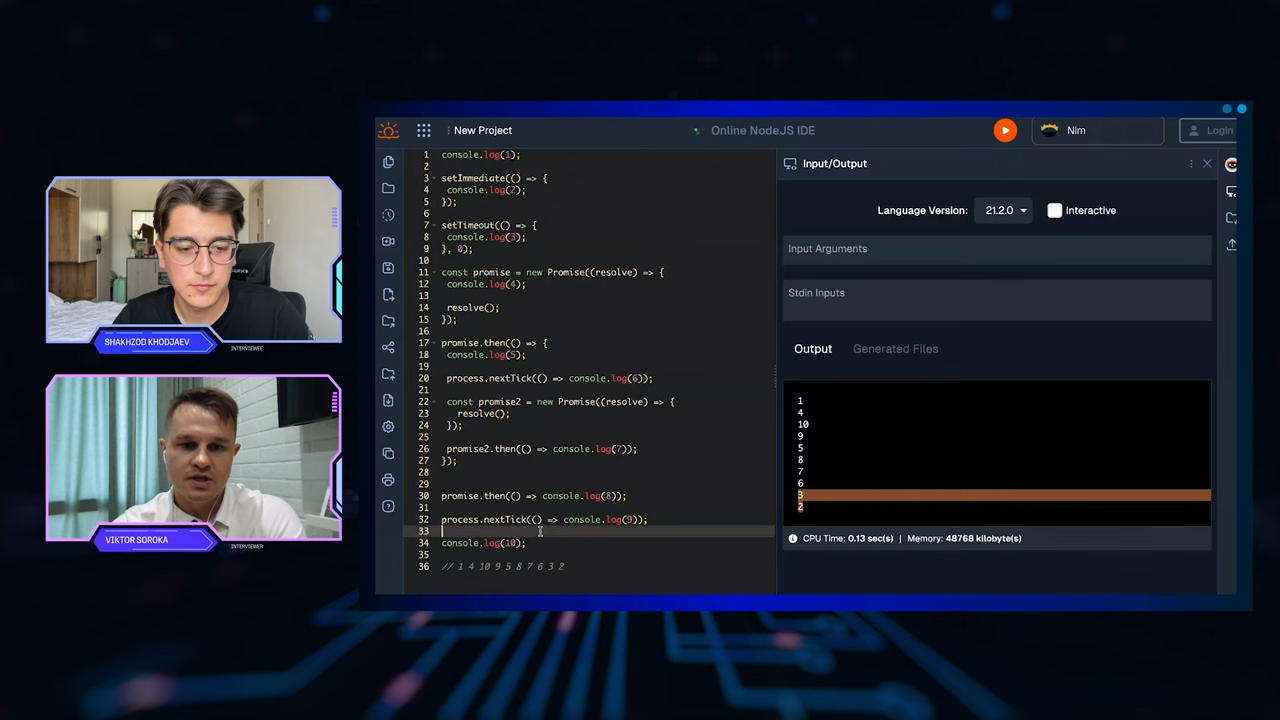 SHAKHZOD KHODJAEV
INTERVIEWEE
VIKTOR SOROKA
INTERVIEWER
New Project
Online NodeJS IDE
Nim
Login
1 console.log(1);
2
3 setImmediate(() => {
4 console.log(2);
5 });
6
7 setTimeout(() => {
8 console.log(3);
9 }, 0);
10
11 const promise = new Promise((resolve) => {
12 console.log(4);
13
14 resolve();
15 });
16
17 promise.then(() => {
18 console.log(5);
19
20 process.nextTick(() => console.log(6));
21
22 const promise2 = new Promise((resolve) => {
23 resolve();
24 });
25
26 promise2.then(() => console.log(7));
27 });
28
29
30 promise.then(() => console.log(8));
31
32 process.nextTick(() => console.log(9));
33
34 console.log(10);
35
36 // 1 4 10 9 5 8 7 6 3 2
Input/Output
Language Version: 21.2.0 Interactive
Input Arguments
Stdin Inputs
Output Generated Files
1
4
10
9
5
8
7
6
3
2
CPU Time: 0.13 sec(s) | Memory: 48768 kilobyte(s)